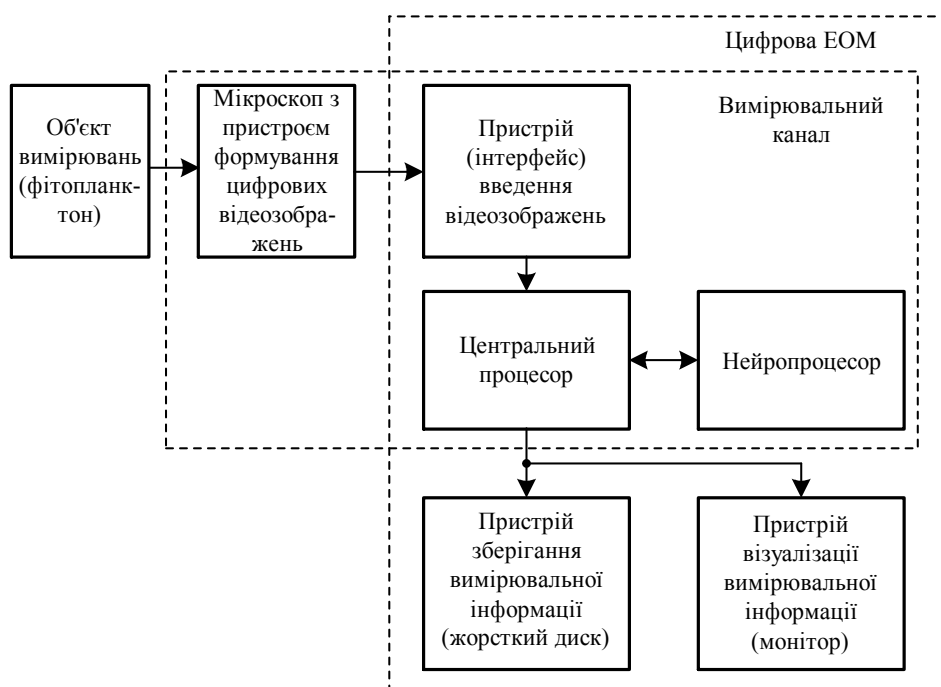 Цифрова ЕОМ
Вимірювальний
канал
Об'єкт
вимірювань
(фітопланк-
тон)
Мікроскоп з
пристроєм
формування
цифрових
відеозобра-
жень
Пристрій
(інтерфейс)
введення
відеозображень
Центральний
процесор
Нейропроцесор
Пристрій
зберігання
вимірювальної
інформації
(жорсткий диск)
Пристрій
візуалізації
вимірювальної
інформації
(монітор)